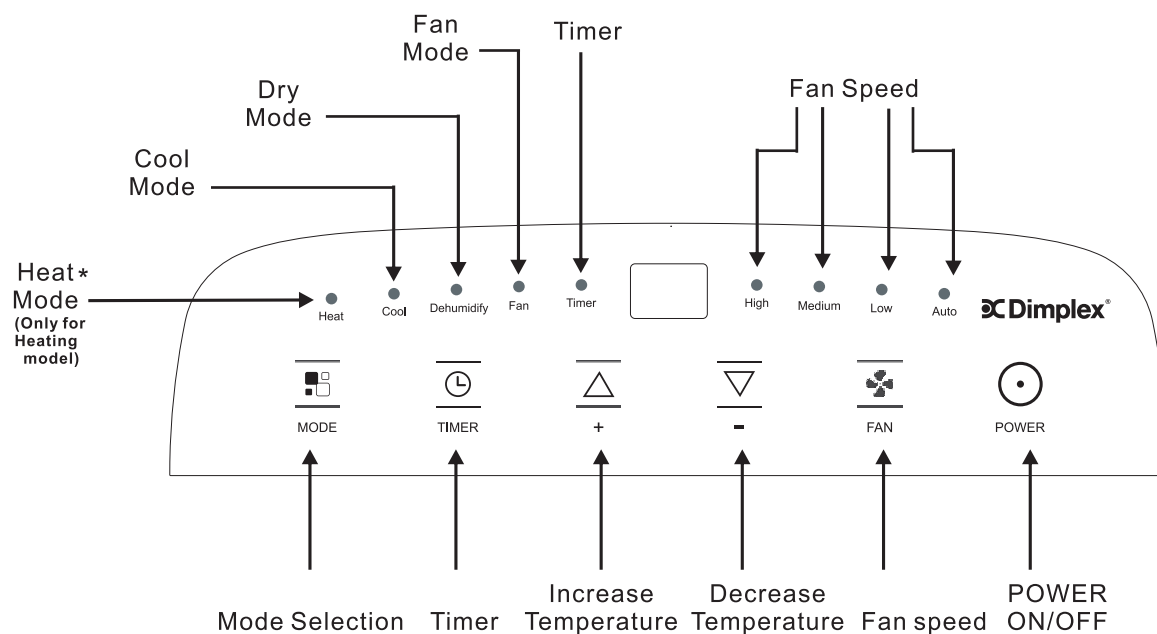 Fan
Mode
Timer
Dry
Mode
Fan Speed
Cool
Mode
Heat*
Mode
(Only for
Heating
model)
Heat
Cool
Dehumidify
Fan
Timer
High
Medium
Low
Auto
Dimplex®
MODE
TIMER
+
-
FAN
POWER
Mode Selection
Timer
Increase
Temperature
Decrease
Temperature
Fan speed
POWER
ON/OFF